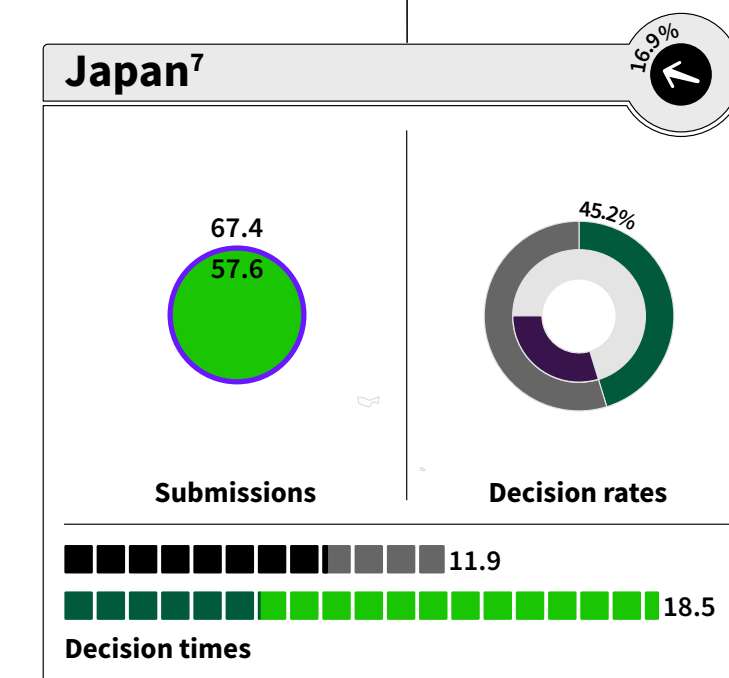 Japan⁷
16.9%
67.4
57.6
45.2%
Submissions
Decision rates
11.9
18.5
Decision times